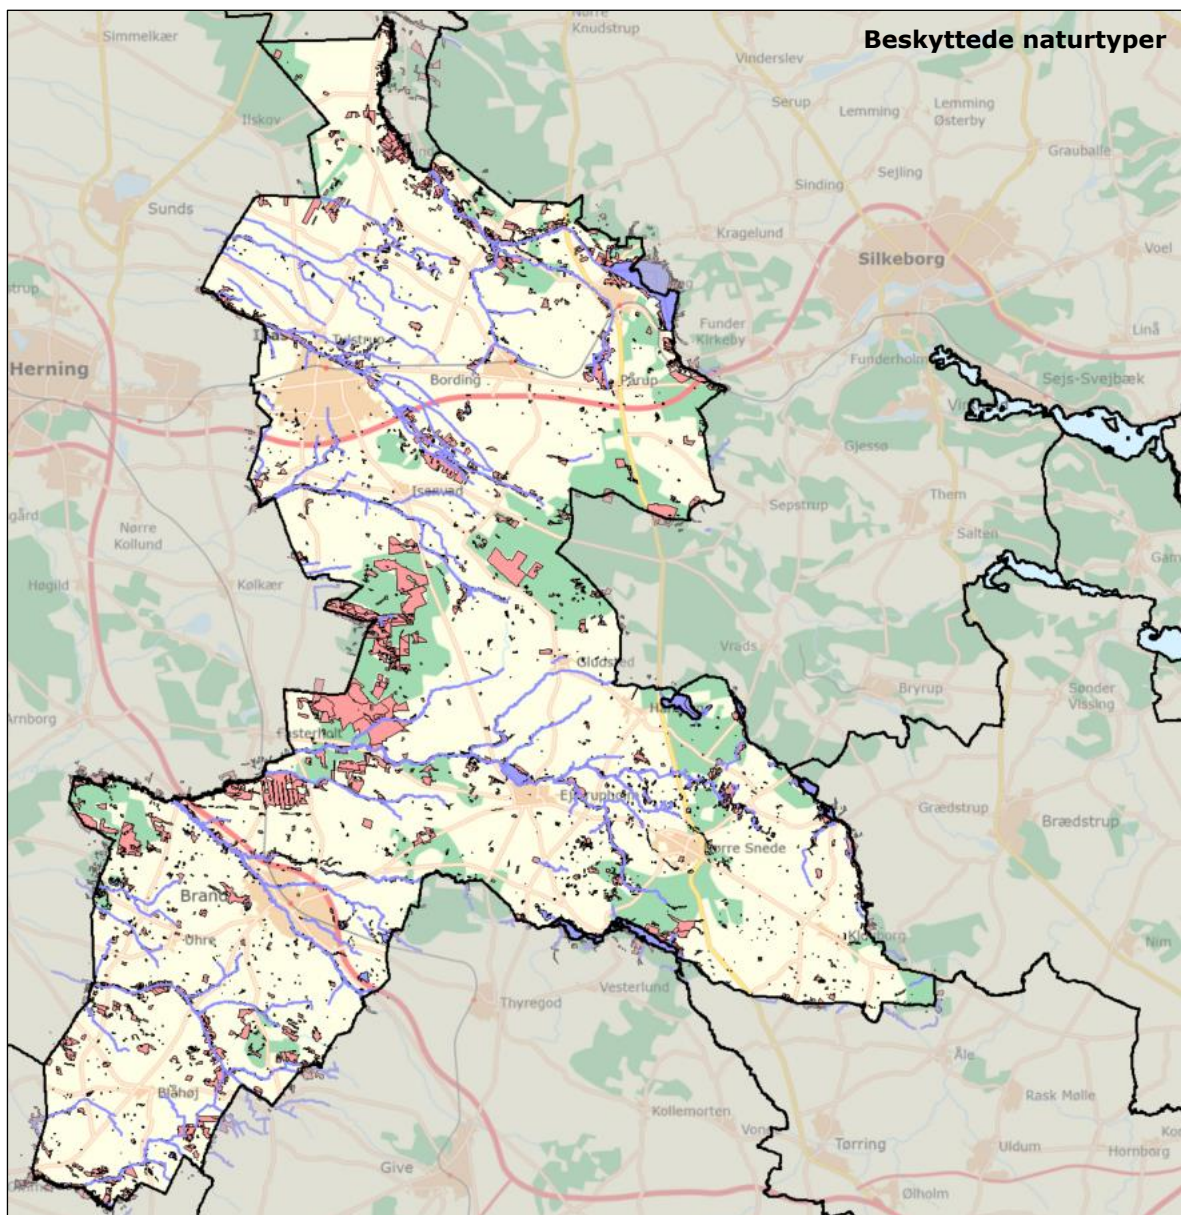 Nørre
Knudstrup
Simmelkær
Beskyttede naturtyper
Vinderslev
Serup
Lemming
Lemming
Østerby
Ilskov
Grauballe
Sejling
Sinding
Sunds
Kragelund
Silkeborg
Voel
Funder
Kirkeby
Linå
Funderholm
Herning
Bording
Pårup
Sejs-Svejbæk
Gjessø
Isenvad
Them
Sepstrup
Salten
Nørre
Kollund
Høgild
Kølkær
Gludsted
Vrads
Bryrup
Sønder
Vissing
Arnborg
Fasterholt
Ejstrupholm
Grædstrup
Brædstrup
Nørre Snede
Uhre
Klovborg
Nim
Thyregod
Vesterlund
Åle
Blåhøj
Rask Mølle
Kollemorten
Tørring
Uldum
Hornborg
Give
Ølholm